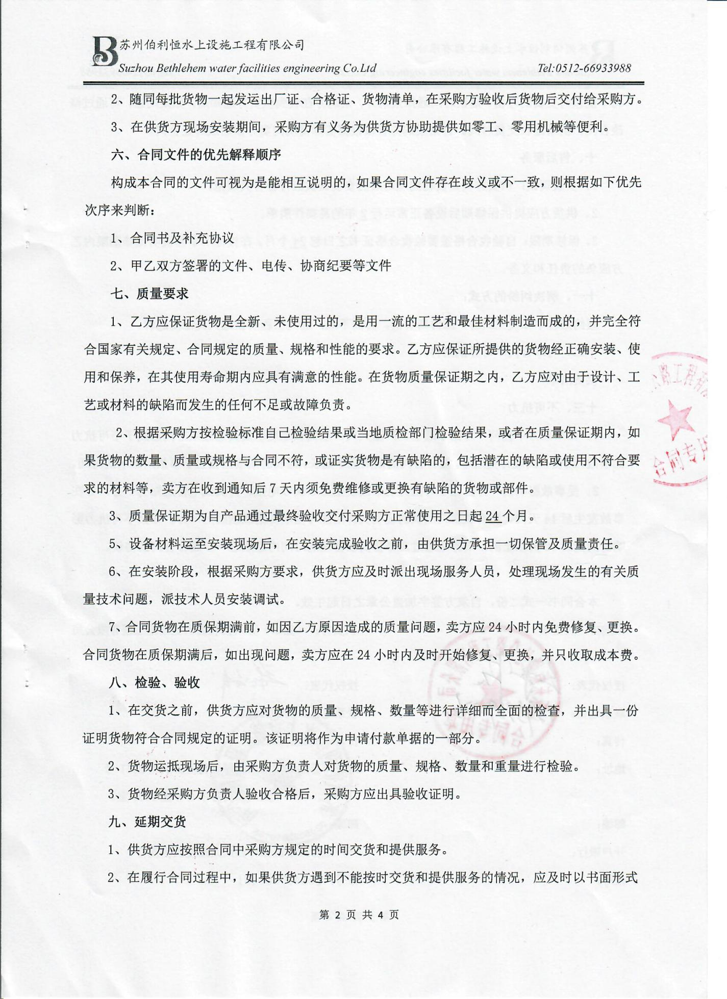 苏州伯利恒水上设施工程有限公司
Suzhou Bethlehem water facilities engineering Co.Ltd Tel:0512-66933988
2、随同每批货物一起发运出厂证、合格证、货物清单，在采购方验收后货物后交付给采购方。
3、在供货方现场安装期间，采购方有义务为供货方协助提供如零工、零用机械等便利。
六、合同文件的优先解释顺序
构成本合同的文件可视为是能相互说明的，如果合同文件存在歧义或不一致，则根据如下优先
次序来判断：
1、合同书及补充协议
2、甲乙双方签署的文件、电传、协商纪要等文件
七、质量要求
1、乙方应保证货物是全新、未使用过的，是用一流的工艺和最佳材料制造而成的，并完全符
合国家有关规定、合同规定的质量、规格和性能的要求。乙方应保证所提供的货物经正确安装、使
用和保养，在其使用寿命期内应具有满意的性能。在货物质量保证期之内，乙方应对由于设计、工
艺或材料的缺陷而发生的任何不足或故障负责。
2、根据采购方按检验标准自己检验结果或当地质检部门检验结果，或者在质量保证期内，如
果货物的数量、质量或规格与合同不符，或证实货物是有缺陷的，包括潜在的缺陷或使用不符合要
求的材料等，卖方在收到通知后 7 天内须免费维修或更换有缺陷的货物或部件。
3、质量保证期为自产品通过最终验收交付采购方正常使用之日起 24 个月。
5、设备材料运至安装现场后，在安装完成验收之前，由供货方承担一切保管及质量责任。
6、在安装阶段，根据采购方要求，供货方应及时派出现场服务人员，处理现场发生的有关质
量技术问题，派技术人员安装调试。
7、合同货物在质保期满前，如因乙方原因造成的质量问题，卖方应 24 小时内免费修复、更换。
合同货物在质保期满后，如出现问题，卖方应在 24 小时内及时开始修复、更换，并只收取成本费。
八、检验、验收
1、在交货之前，供货方应对货物的质量、规格、数量等进行详细而全面的检查，并出具一份
证明货物符合合同规定的证明。该证明将作为申请付款单据的一部分。
2、货物运抵现场后，由采购方负责人对货物的质量、规格、数量和重量进行检验。
3、货物经采购方负责人验收合格后，采购方应出具验收证明。
九、延期交货
1、供货方应按照合同中采购方规定的时间交货和提供服务。
2、在履行合同过程中，如果供货方遇到不能按时交货和提供服务的情况，应及时以书面形式
第 2 页 共 4 页
路工程有
合同专用